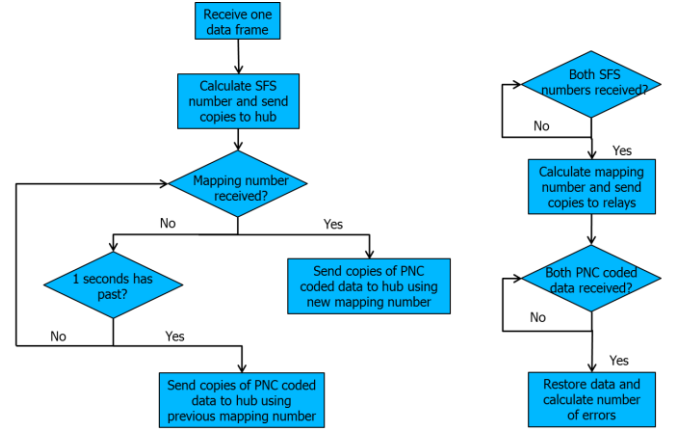 Receive one
data frame
Calculate SFS
number and send
copies to hub
Mapping number
received?
No
Yes
1 seconds has
past?
Send copies of PNC
coded data to hub using
new mapping number
No
Yes
Send copies of PNC coded
data to hub using
previous mapping number
Both SFS
numbers received?
No
Yes
Calculate mapping
number and send
copies to relays
Both PNC coded
data received?
No
Yes
Restore data and
calculate number
of errors